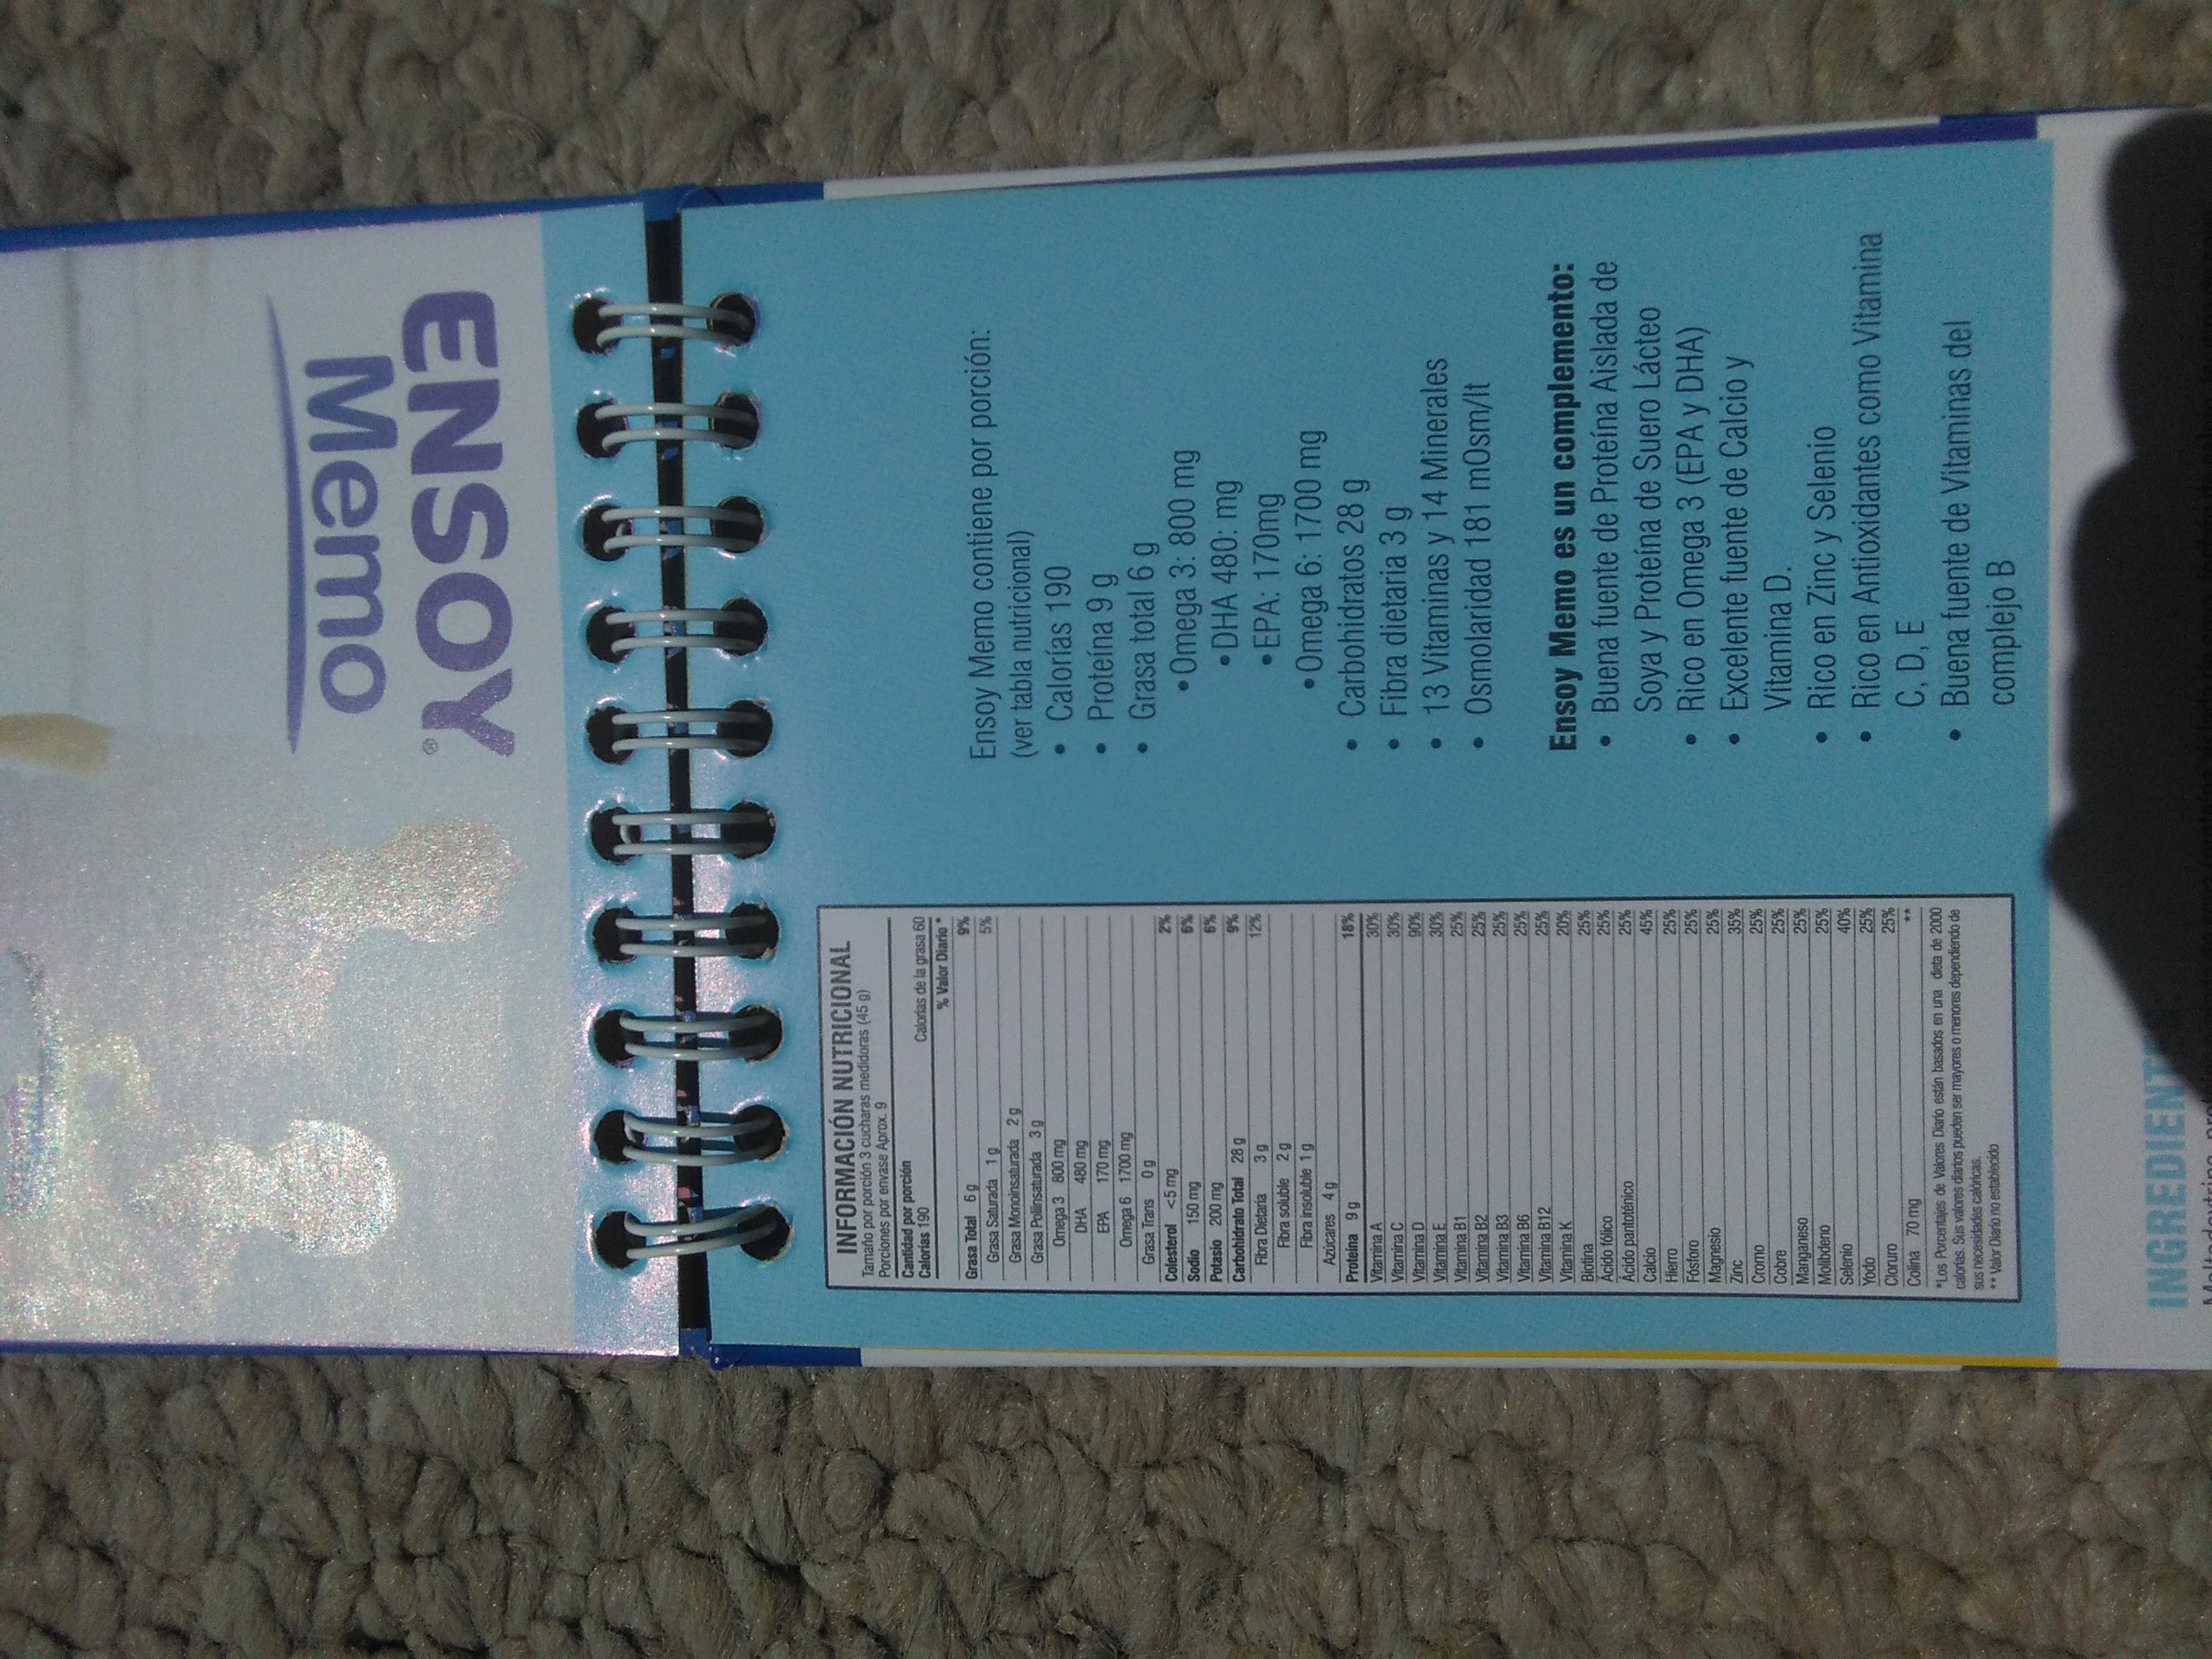 ENSOY®
Memo
INFORMACIÓN NUTRICIONAL
Tamaño por porción 3 cucharas medidoras (45 g)
Porciones por envase Aprox. 9
Cantidad por porción
Calorías 190 Calorías de la grasa 60
% Valor Diario *
Grasa Total 6 g 9%
Grasa Saturada 1 g 5%
Grasa Monoinsaturada 2 g
Grasa Poliinsaturada 3 g
Omega 3 800 mg
DHA 480 mg
EPA 170 mg
Omega 6 1700 mg
Grasa Trans 0 g
Colesterol <5 mg 2%
Sodio 150 mg 6%
Potasio 200 mg 6%
Carbohidrato Total 28 g 9%
Fibra Dietaria 3 g 12%
Fibra soluble 2 g
Fibra insoluble 1 g
Azúcares 4 g
Proteína 9 g 18%
Vitamina A 30%
Vitamina C 30%
Vitamina D 90%
Vitamina E 30%
Vitamina B1 25%
Vitamina B2 25%
Vitamina B3 25%
Vitamina B6 25%
Vitamina B12 25%
Vitamina K 20%
Biotina 25%
Ácido fólico 25%
Ácido pantoténico 25%
Calcio 45%
Hierro 25%
Fósforo 25%
Magnesio 25%
Zinc 35%
Cromo 25%
Cobre 25%
Manganeso 25%
Molibdeno 25%
Selenio 40%
Yodo 25%
Cloruro 25%
Colina 70 mg **
*Los Porcentajes de Valores Diario están basados en una dieta de 2000
calorías. Sus valores diarios pueden ser mayores o menores dependiendo de
sus necesidades calóricas.
** Valor Diario no establecido
Ensoy Memo contiene por porción:
(ver tabla nutricional)
• Calorías 190
• Proteína 9 g
• Grasa total 6 g
•Omega 3: 800 mg
•DHA 480: mg
•EPA: 170mg
•Omega 6: 1700 mg
• Carbohidratos 28 g
• Fibra dietaria 3 g
• 13 Vitaminas y 14 Minerales
• Osmolaridad 181 mOsm/lt
Ensoy Memo es un complemento:
• Buena fuente de Proteína Aislada de
Soya y Proteína de Suero Lácteo
• Rico en Omega 3 (EPA y DHA)
• Excelente fuente de Calcio y
Vitamina D.
• Rico en Zinc y Selenio
• Rico en Antioxidantes como Vitamina
C, D, E
• Buena fuente de Vitaminas del
complejo B
INGREDIENT